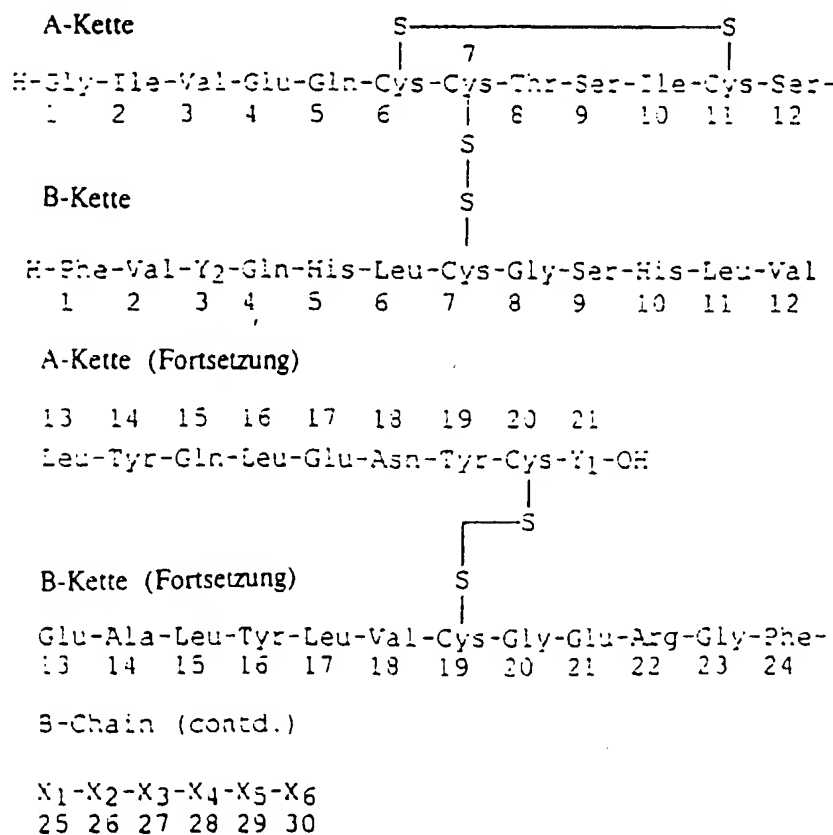 A-Kette
S S
7
H-Gly-Ile-Val-Glu-Gln-Cys-Cys-Thr-Ser-Ile-Cys-Ser-
1 2 3 4 5 6 8 9 10 11 12
S
S
B-Kette
H-Phe-Val-Y2-Gln-His-Leu-Cys-Gly-Ser-His-Leu-Val
1 2 3 4 5 6 7 8 9 10 11 12
A-Kette (Fortsetzung)
13 14 15 16 17 18 19 20 21
Leu-Tyr-Gln-Leu-Glu-Asn-Tyr-Cys-Y1-OH
S
S
B-Kette (Fortsetzung)
Glu-Ala-Leu-Tyr-Leu-Val-Cys-Gly-Glu-Arg-Gly-Phe-
13 14 15 16 17 18 19 20 21 22 23 24
B-Chain (contd.)
X1-X2-X3-X4-X5-X6
25 26 27 28 29 30